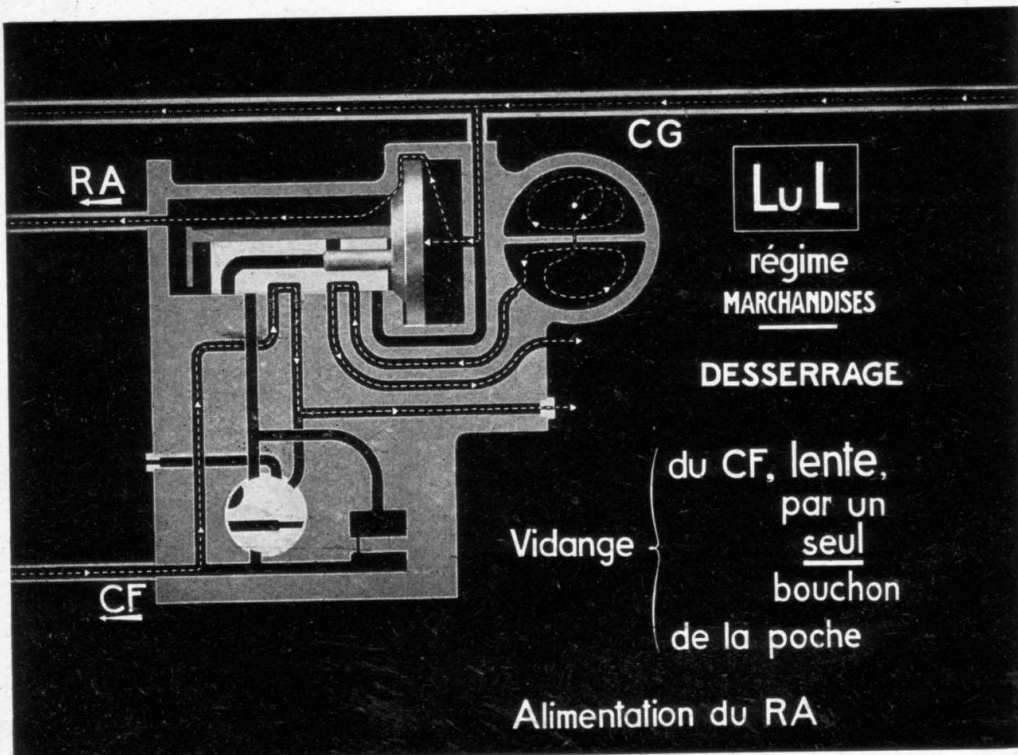 CG
RA
LuL
régime
MARCHANDISES
DESSERRAGE
Vidange
du CF, lente,
par un
seul
bouchon
de la poche
CF
Alimentation du RA